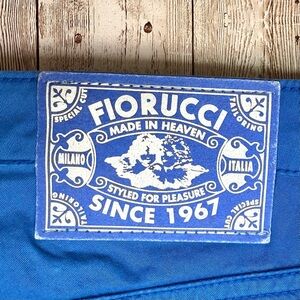 SPECIAL CUT
TAILORING
FIORUCCI
MADE IN HEAVEN
MILANO
ITALIA
STYLED FOR PLEASURE
SINCE 1967
TAILORING
SPECIAL CUT